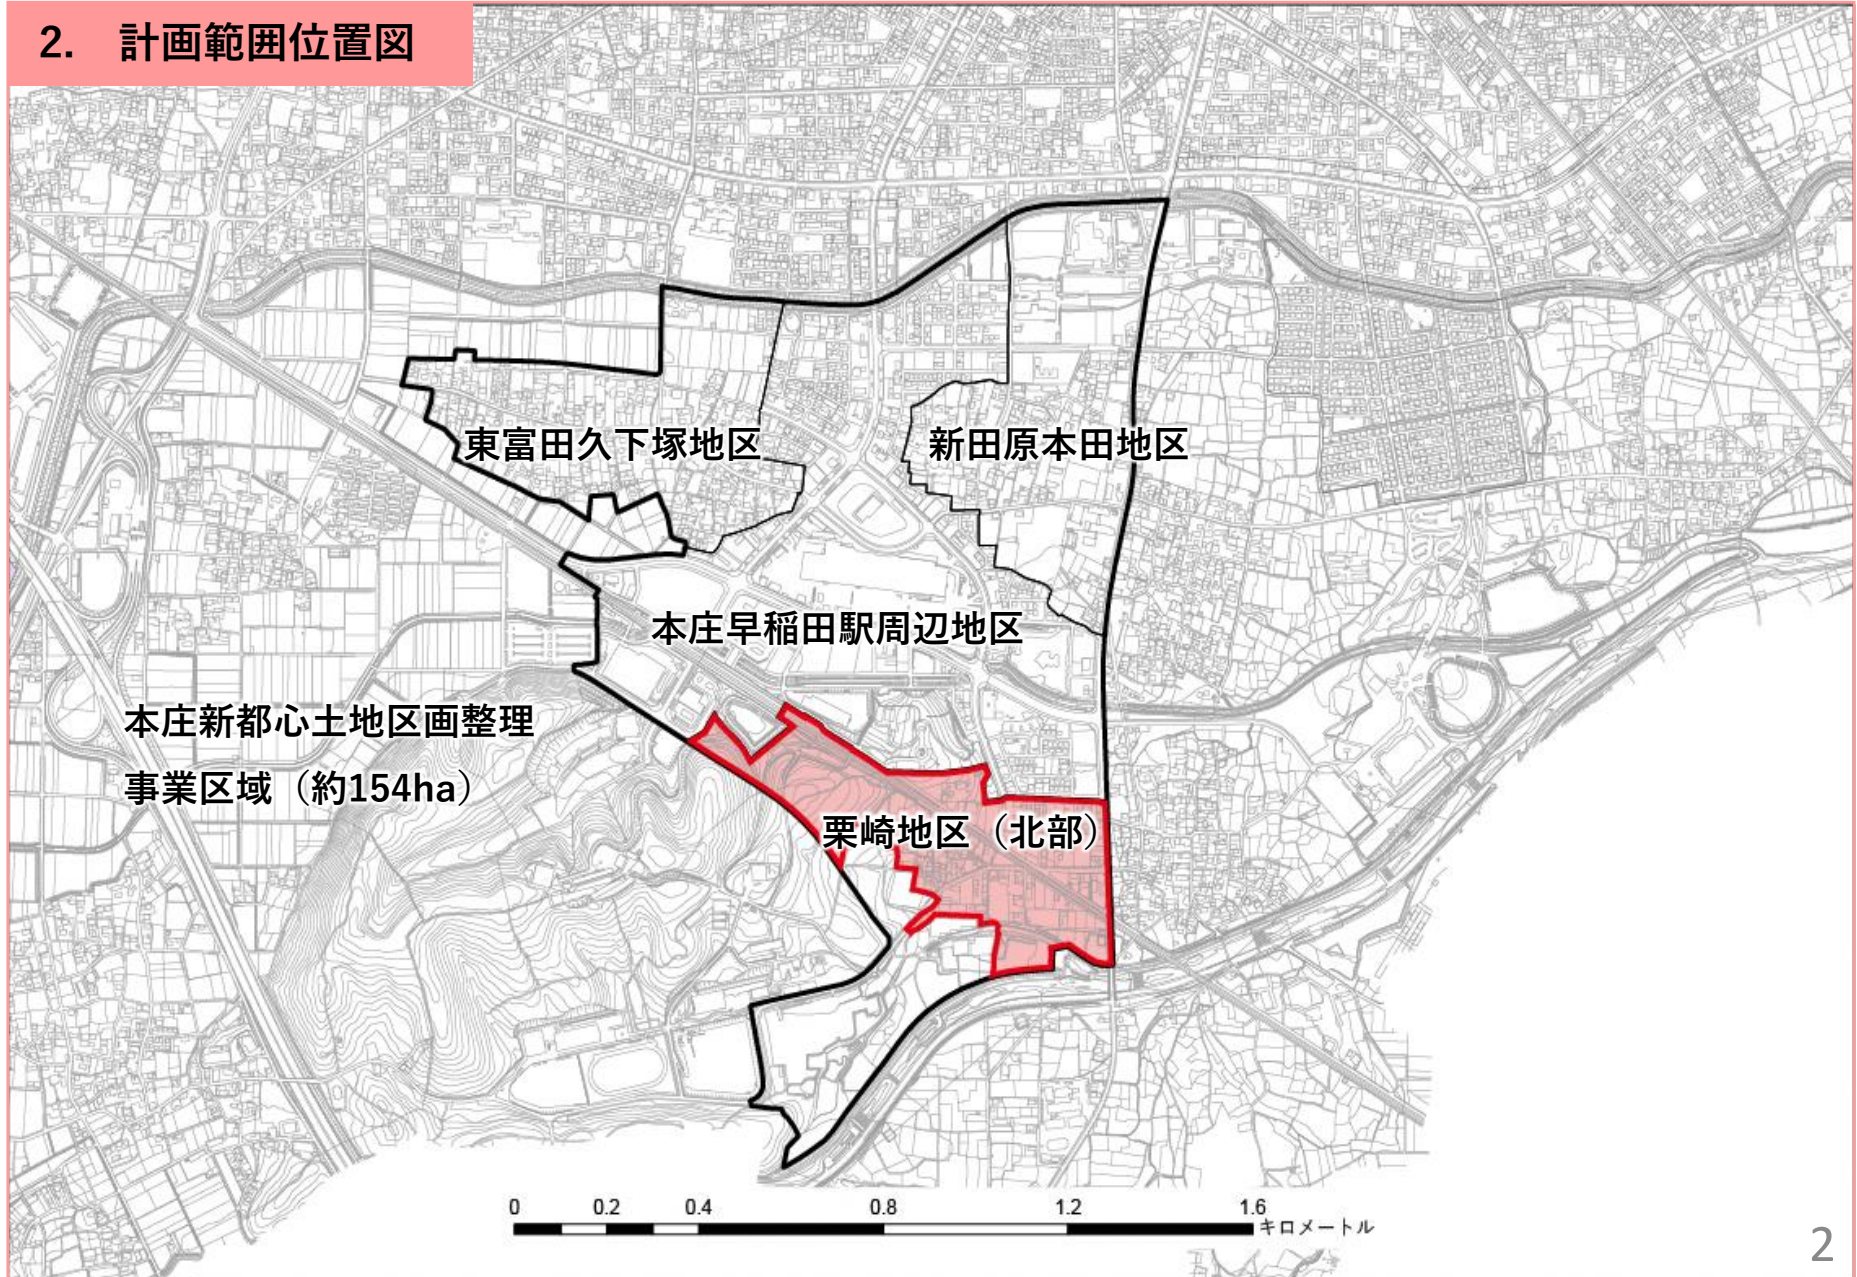 2. 計画範囲位置図
東富田久下塚地区
新田原本田地区
本庄早稲田駅周辺地区
本庄新都心土地区画整理
事業区域（約154ha）
栗崎地区（北部）
0 0.2 0.4 0.8 1.2 1.6
キロメートル
2